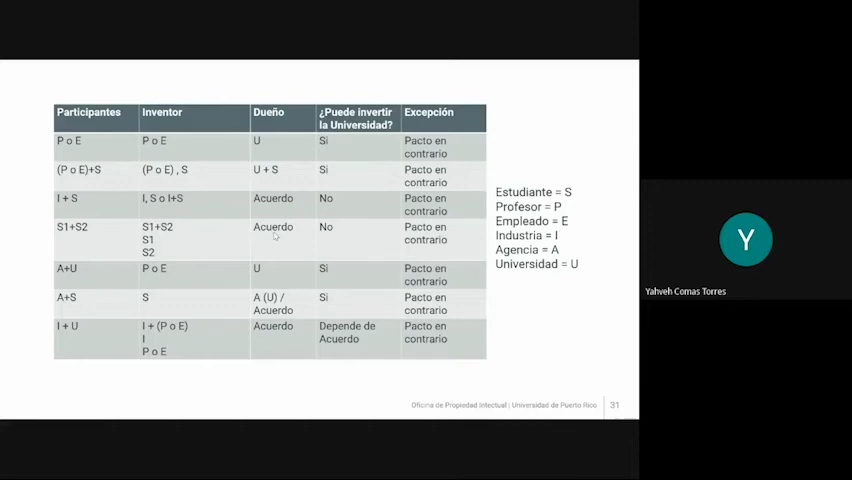 Participantes Inventor Dueño ¿Puede invertir la Universidad? Excepción
P o E P o E U Si Pacto en contrario
(P o E)+S (P o E) , S U + S Si Pacto en contrario
I + S I, S o I+S Acuerdo No Pacto en contrario
S1+S2 S1+S2 S1 S2 Acuerdo No Pacto en contrario
A+U P o E U Si Pacto en contrario
A+S S A (U) / Acuerdo Si Pacto en contrario
I + U I + (P o E) I P o E Acuerdo Depende de Acuerdo Pacto en contrario
Estudiante = S
Profesor = P
Empleado = E
Industria = I
Agencia = A
Universidad = U
Oficina de Propiedad Intectual | Universidad de Puerto Rico 31
Y
Yahveh Comas Torres